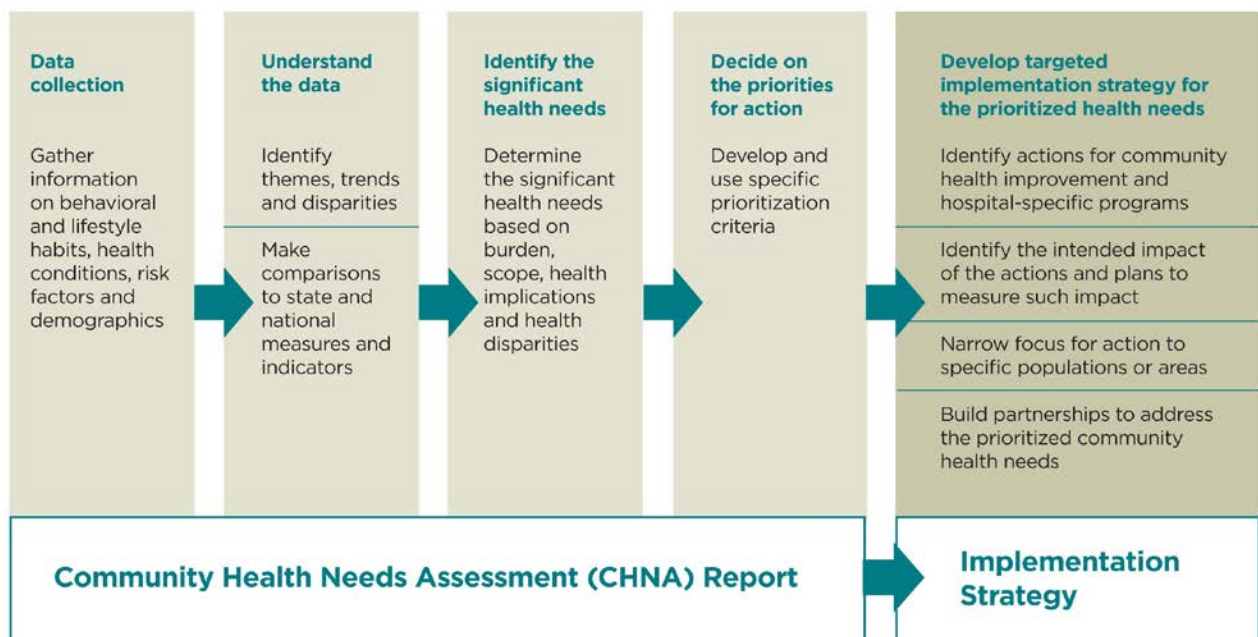 Data
collection
Gather
information
on behavioral
and lifestyle
habits, health
conditions, risk
factors and
demographics
Understand
the data
Identify
themes, trends
and disparities
Make
comparisons
to state and
national
measures and
indicators
Identify the
significant
health needs
Determine
the significant
health needs
based on
burden,
scope, health
implications
and health
disparities
Decide on
the priorities
for action
Develop and
use specific
prioritization
criteria
Develop targeted
implementation strategy for
the prioritized health needs
Identify actions for community
health improvement and
hospital-specific programs
Identify the intended impact
of the actions and plans to
measure such impact
Narrow focus for action to
specific populations or areas
Build partnerships to address
the prioritized community
health needs
Community Health Needs Assessment (CHNA) Report
Implementation
Strategy